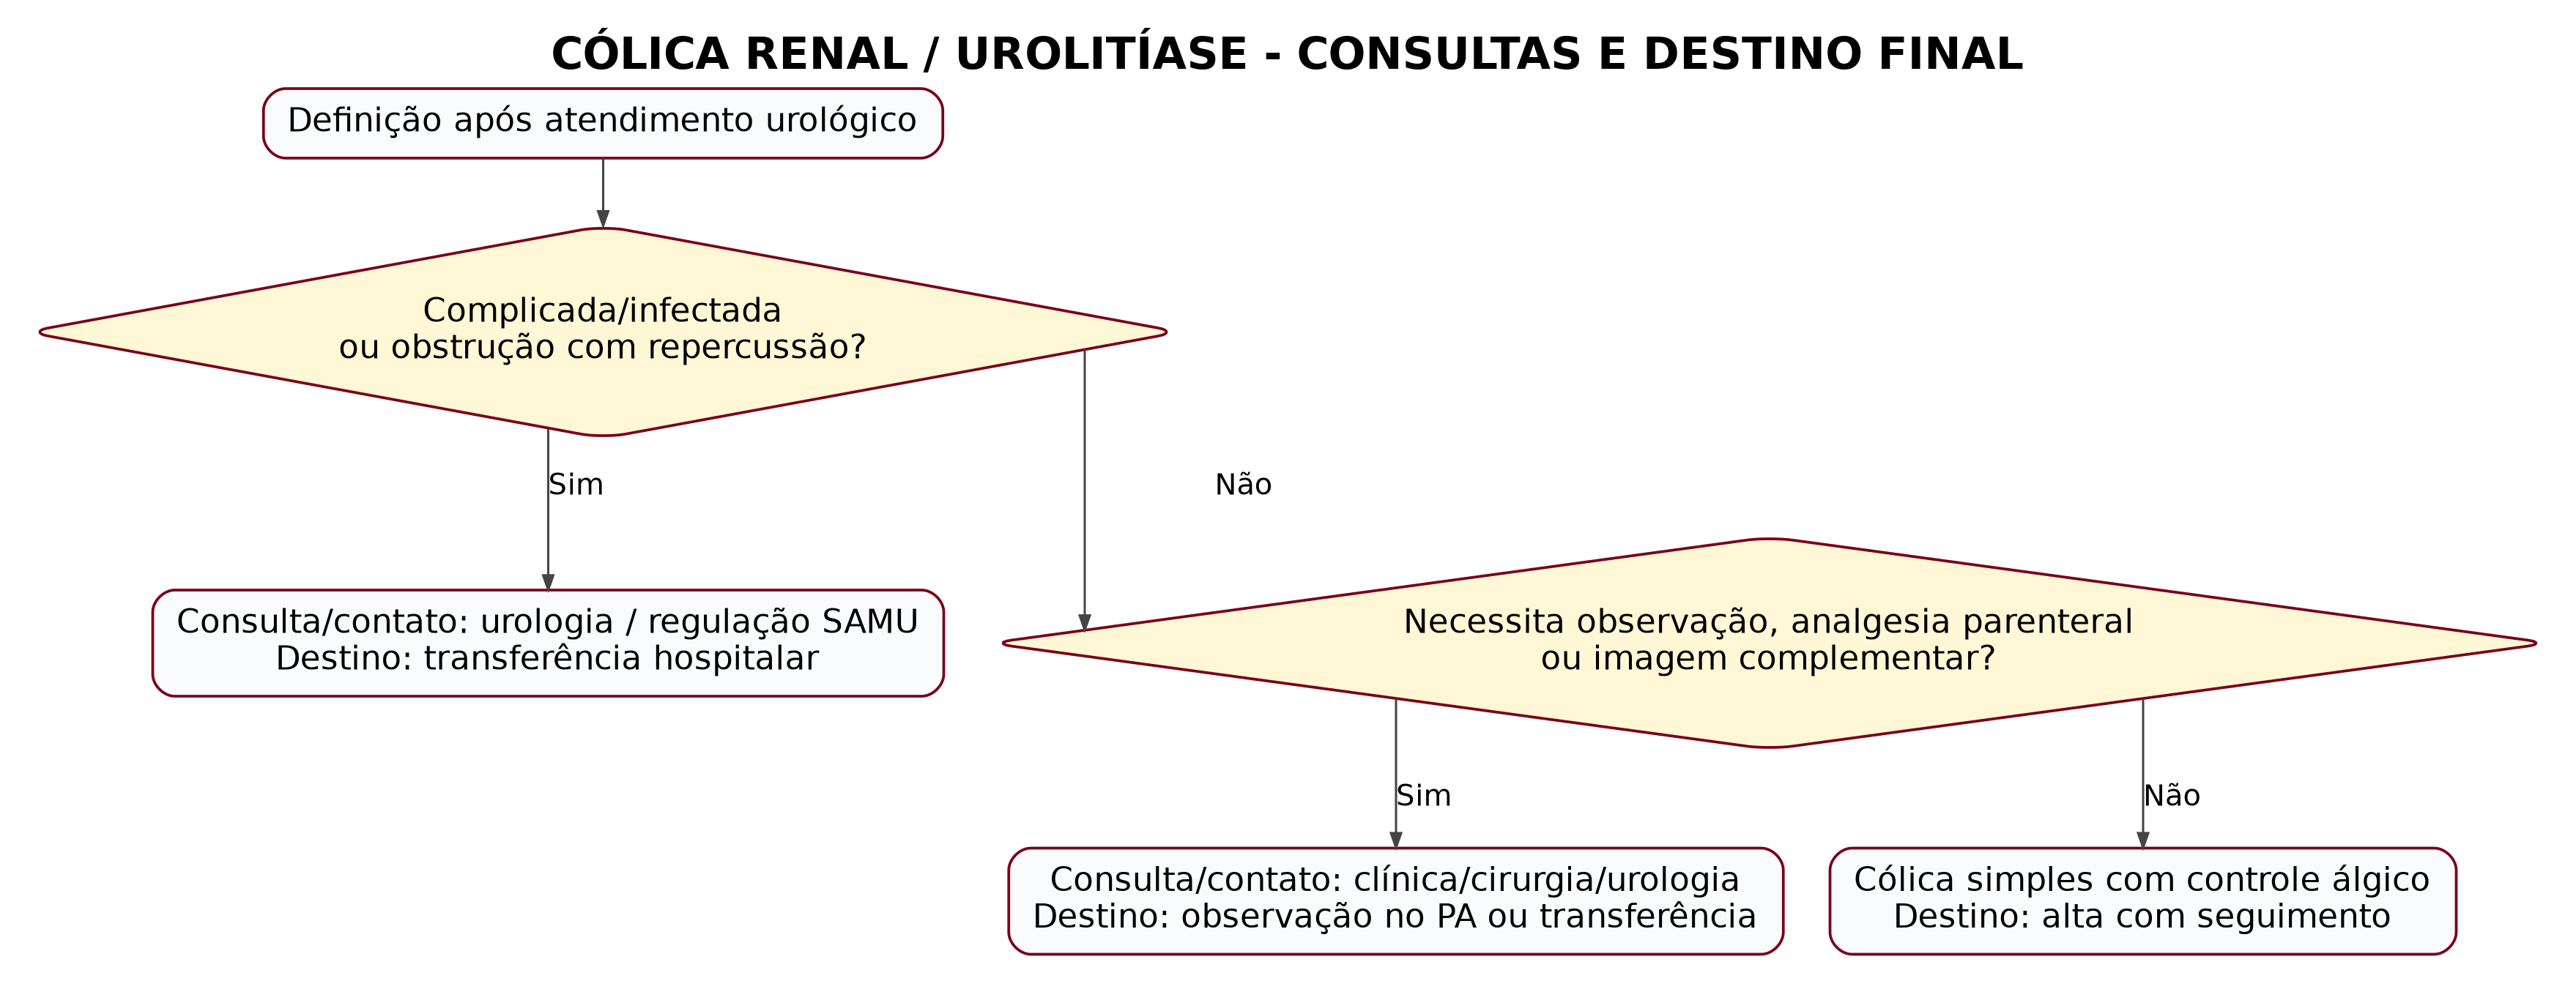 CÓLICA RENAL / UROLITÍASE - CONSULTAS E DESTINO FINAL
Definição após atendimento urológico
Complicada/infectada
ou obstrução com repercussão?
Sim
Não
Consulta/contato: urologia / regulação SAMU
Destino: transferência hospitalar
Necessita observação, analgesia parenteral
ou imagem complementar?
Sim
Não
Consulta/contato: clínica/cirurgia/urologia
Destino: observação no PA ou transferência
Cólica simples com controle álgico
Destino: alta com seguimento